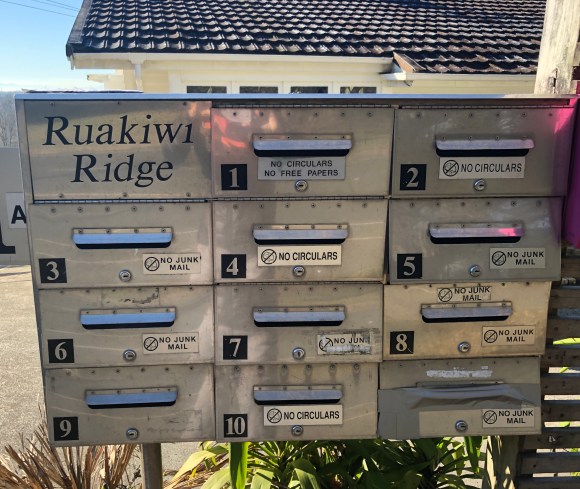 Ruakiwi
Ridge
1
NO CIRCULARS
NO FREE PAPERS
2
NO CIRCULARS
A
3
NO JUNK
MAIL
4
NO CIRCULARS
5
NO JUNK
MAIL
6
NO JUNK
MAIL
7
NO JUN
8
NO JUNK
MAIL
NO JUNK
MAIL
9
10
NO CIRCULARS
NO JUNK
MAIL